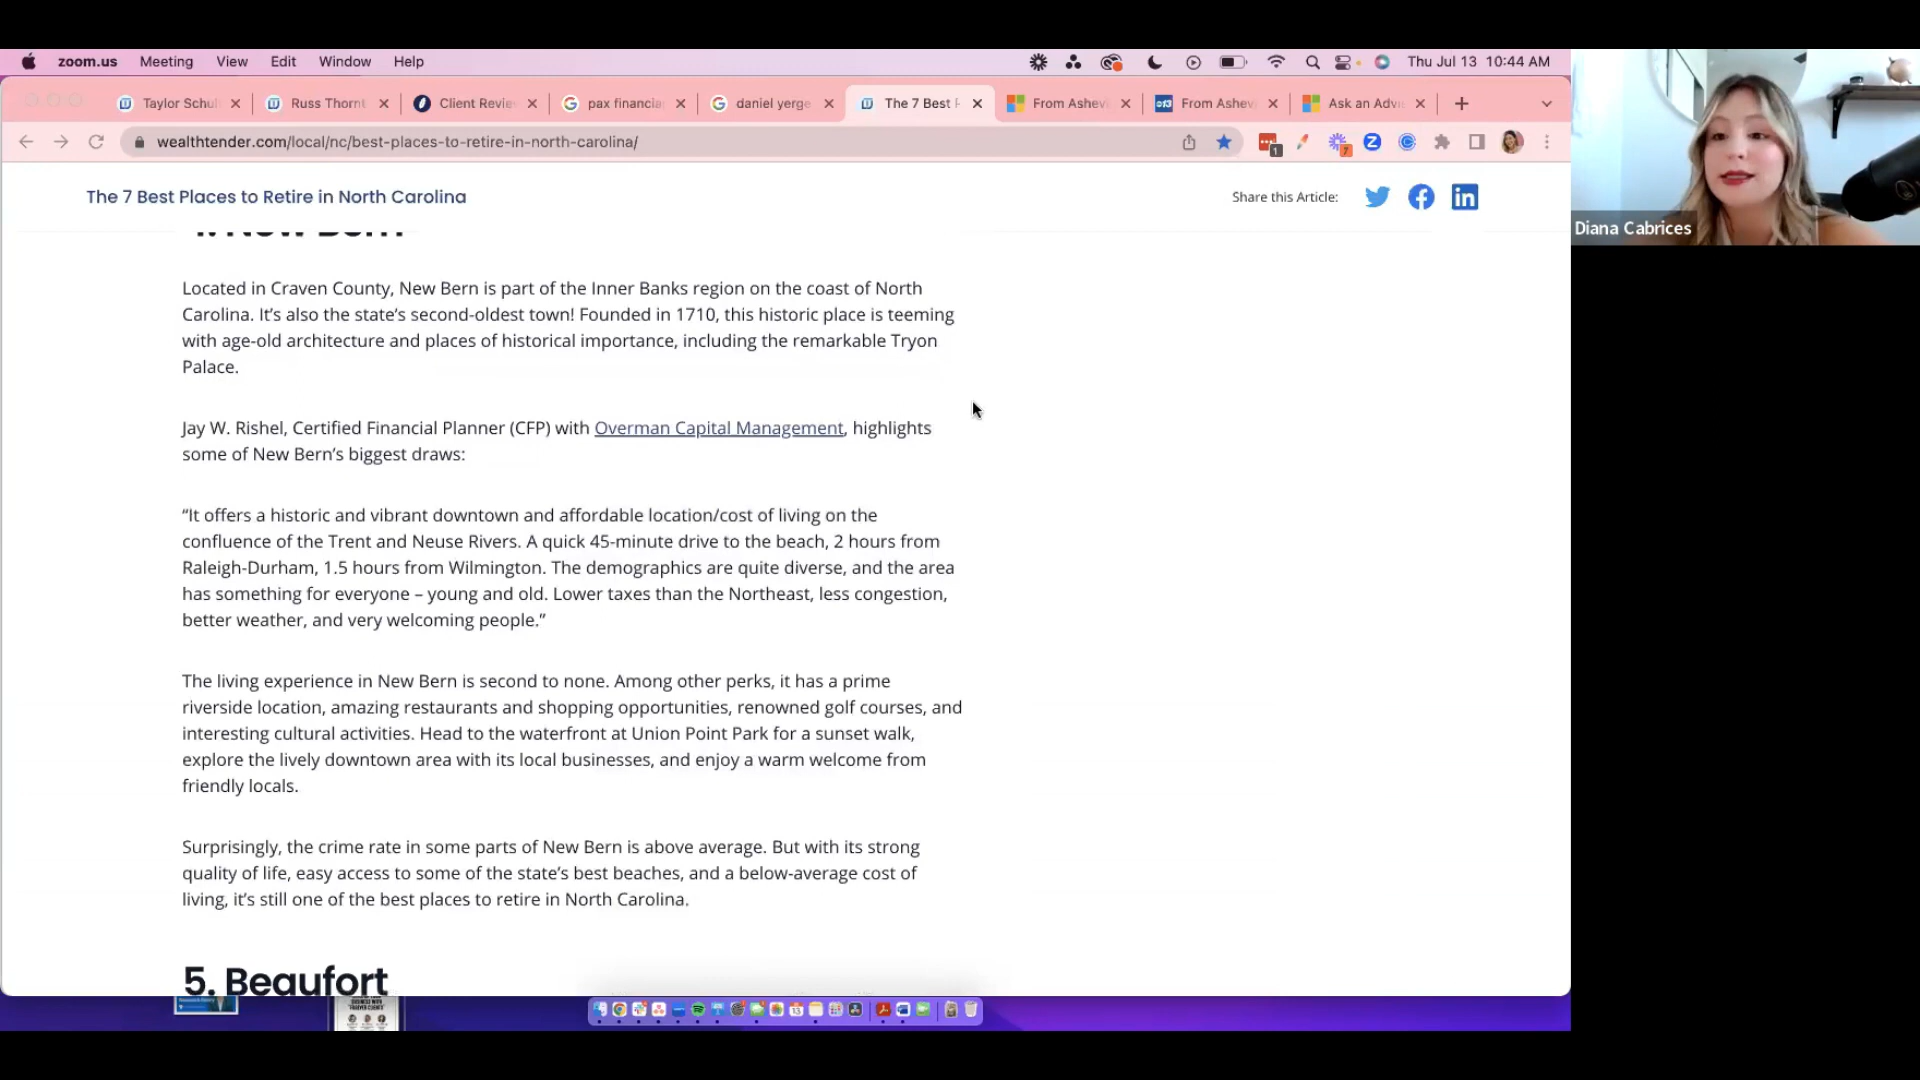 zoom.us Meeting View Edit Window Help Thu Jul 13 10:44 AM
Taylor Schul Russ Thornt Client Revie pax financia daniel yerge The 7 Best P From Ashevi From Ashev Ask an Advi
wealthtender.com/local/nc/best-places-to-retire-in-north-carolina/
The 7 Best Places to Retire in North Carolina Share this Article:
Diana Cabrices
4. New Bern
Located in Craven County, New Bern is part of the Inner Banks region on the coast of North
Carolina. It’s also the state’s second-oldest town! Founded in 1710, this historic place is teeming
with age-old architecture and places of historical importance, including the remarkable Tryon
Palace.
Jay W. Rishel, Certified Financial Planner (CFP) with Overman Capital Management, highlights
some of New Bern’s biggest draws:
“It offers a historic and vibrant downtown and affordable location/cost of living on the
confluence of the Trent and Neuse Rivers. A quick 45-minute drive to the beach, 2 hours from
Raleigh-Durham, 1.5 hours from Wilmington. The demographics are quite diverse, and the area
has something for everyone – young and old. Lower taxes than the Northeast, less congestion,
better weather, and very welcoming people.”
The living experience in New Bern is second to none. Among other perks, it has a prime
riverside location, amazing restaurants and shopping opportunities, renowned golf courses, and
interesting cultural activities. Head to the waterfront at Union Point Park for a sunset walk,
explore the lively downtown area with its local businesses, and enjoy a warm welcome from
friendly locals.
Surprisingly, the crime rate in some parts of New Bern is above average. But with its strong
quality of life, easy access to some of the state’s best beaches, and a below-average cost of
living, it’s still one of the best places to retire in North Carolina.
5. Beaufort